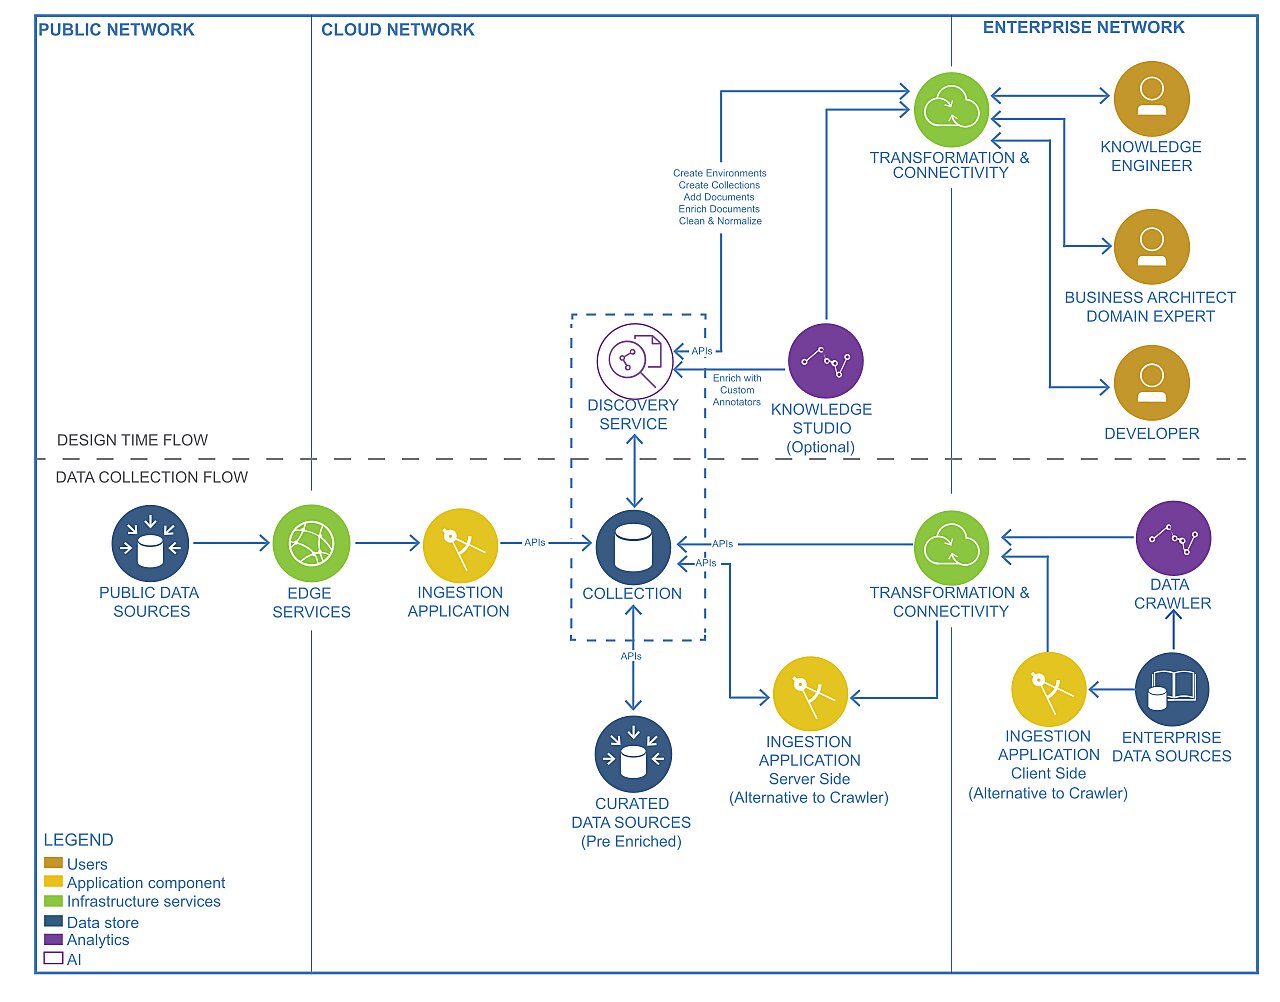 PUBLIC NETWORK
CLOUD NETWORK
ENTERPRISE NETWORK
TRANSFORMATION &
CONNECTIVITY
KNOWLEDGE
ENGINEER
Create Environments
Create Collections
Add Documents
Enrich Documents
Clean & Normalize
BUSINESS ARCHITECT
DOMAIN EXPERT
APIs
Enrich with
Custom
Annotators
DISCOVERY
SERVICE
KNOWLEDGE
STUDIO
(Optional)
DEVELOPER
DESIGN TIME FLOW
DATA COLLECTION FLOW
APIs
APIs
APIs
PUBLIC DATA
SOURCES
EDGE
SERVICES
INGESTION
APPLICATION
COLLECTION
TRANSFORMATION &
CONNECTIVITY
DATA
CRAWLER
APIs
INGESTION
APPLICATION
Server Side
(Alternative to Crawler)
INGESTION
APPLICATION
Client Side
(Alternative to Crawler)
ENTERPRISE
DATA SOURCES
CURATED
DATA SOURCES
(Pre Enriched)
LEGEND
Users
Application component
Infrastructure services
Data store
Analytics
AI